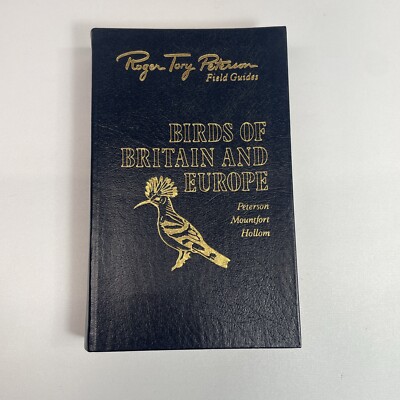 Roger Tory Peterson
Field Guides
BIRDS OF
BRITAIN AND
EUROPE
Peterson
Mountfort
Hollom